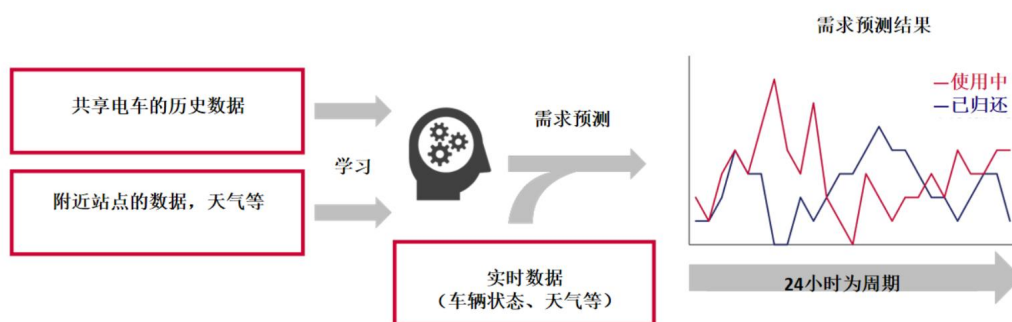 共享电车的历史数据
附近站点的数据，天气等
学习
需求预测
实时数据
（车辆状态、天气等）
需求预测结果
使用中
已归还
24小时为周期